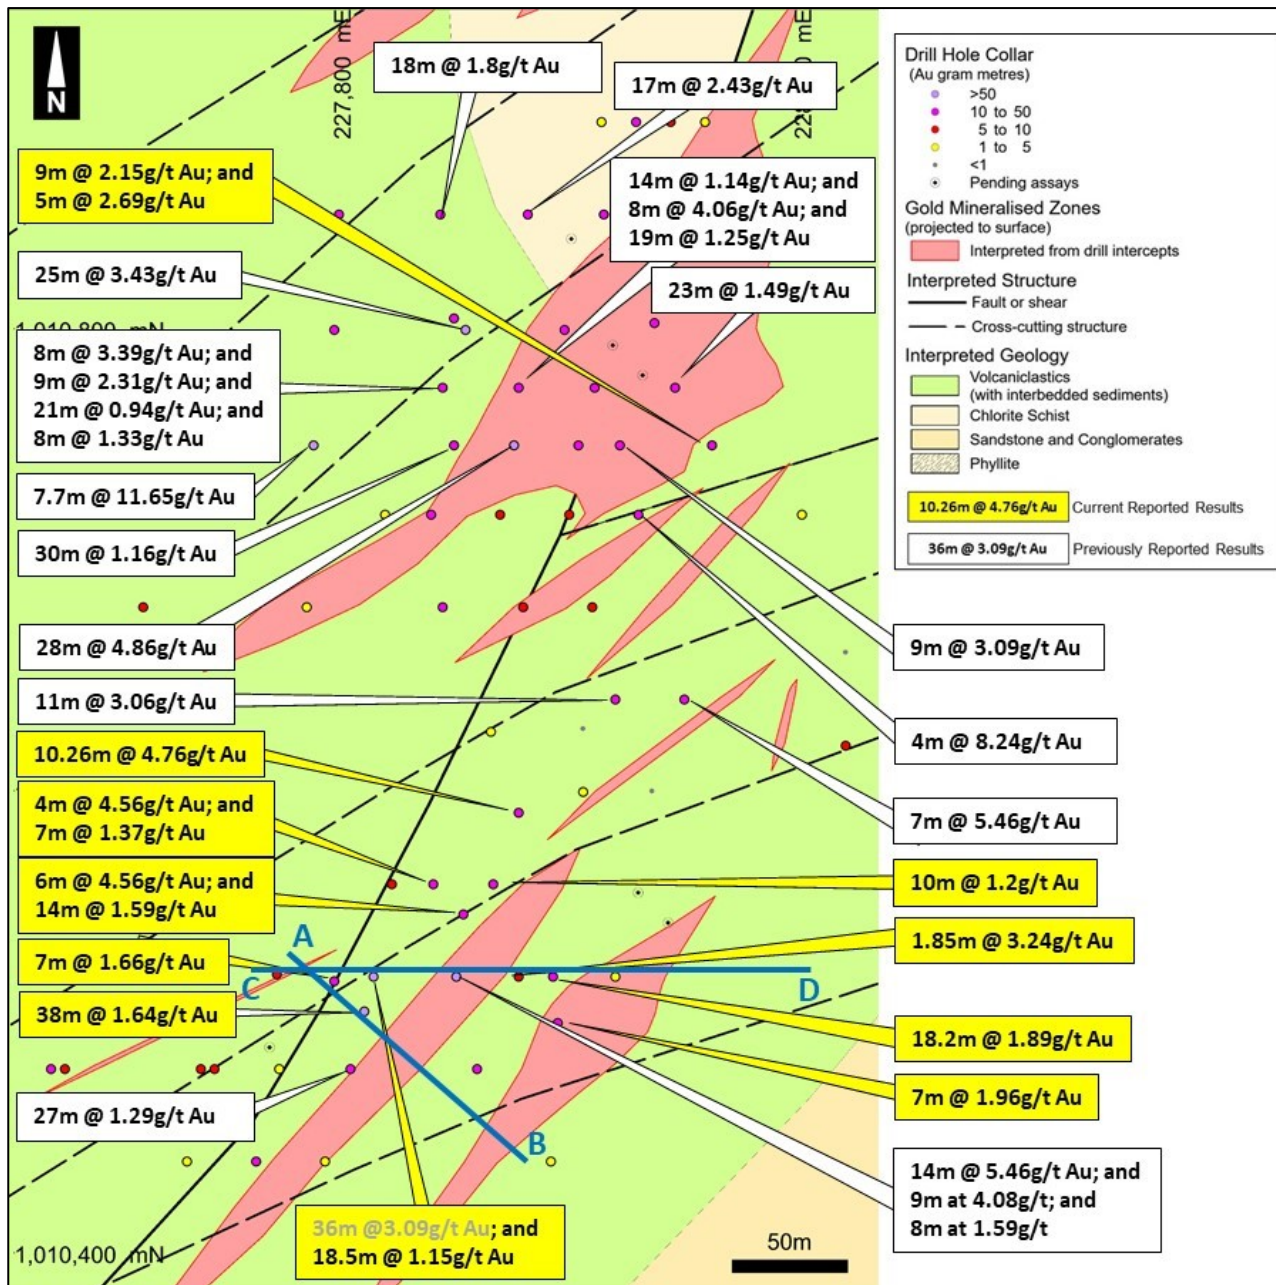 227,800 mE
18m @ 1.8g/t Au
17m @ 2.43g/t Au
N
9m @ 2.15g/t Au; and
5m @ 2.69g/t Au
14m @ 1.14g/t Au; and
8m @ 4.06g/t Au; and
19m @ 1.25g/t Au
25m @ 3.43g/t Au
23m @ 1.49g/t Au
8m @ 3.39g/t Au; and
9m @ 2.31g/t Au; and
21m @ 0.94g/t Au; and
8m @ 1.33g/t Au
7.7m @ 11.65g/t Au
30m @ 1.16g/t Au
28m @ 4.86g/t Au
9m @ 3.09g/t Au
11m @ 3.06g/t Au
4m @ 8.24g/t Au
10.26m @ 4.76g/t Au
4m @ 4.56g/t Au; and
7m @ 1.37g/t Au
7m @ 5.46g/t Au
6m @ 4.56g/t Au; and
14m @ 1.59g/t Au
10m @ 1.2g/t Au
1.85m @ 3.24g/t Au
A
7m @ 1.66g/t Au
C
D
38m @ 1.64g/t Au
18.2m @ 1.89g/t Au
7m @ 1.96g/t Au
27m @ 1.29g/t Au
B
14m @ 5.46g/t Au; and
9m at 4.08g/t; and
8m at 1.59g/t
36m @3.09g/t Au; and
18.5m @ 1.15g/t Au
1,010,400 mN
50m
Drill Hole Collar
(Au gram metres)
>50
10 to 50
5 to 10
1 to 5
<1
Pending assays
Gold Mineralised Zones
(projected to surface)
Interpreted from drill intercepts
Interpreted Structure
Fault or shear
Cross-cutting structure
Interpreted Geology
Volcaniclastics
(with interbedded sediments)
Chlorite Schist
Sandstone and Conglomerates
Phyllite
10.26m @ 4.76g/t Au Current Reported Results
36m @ 3.09g/t Au Previously Reported Results